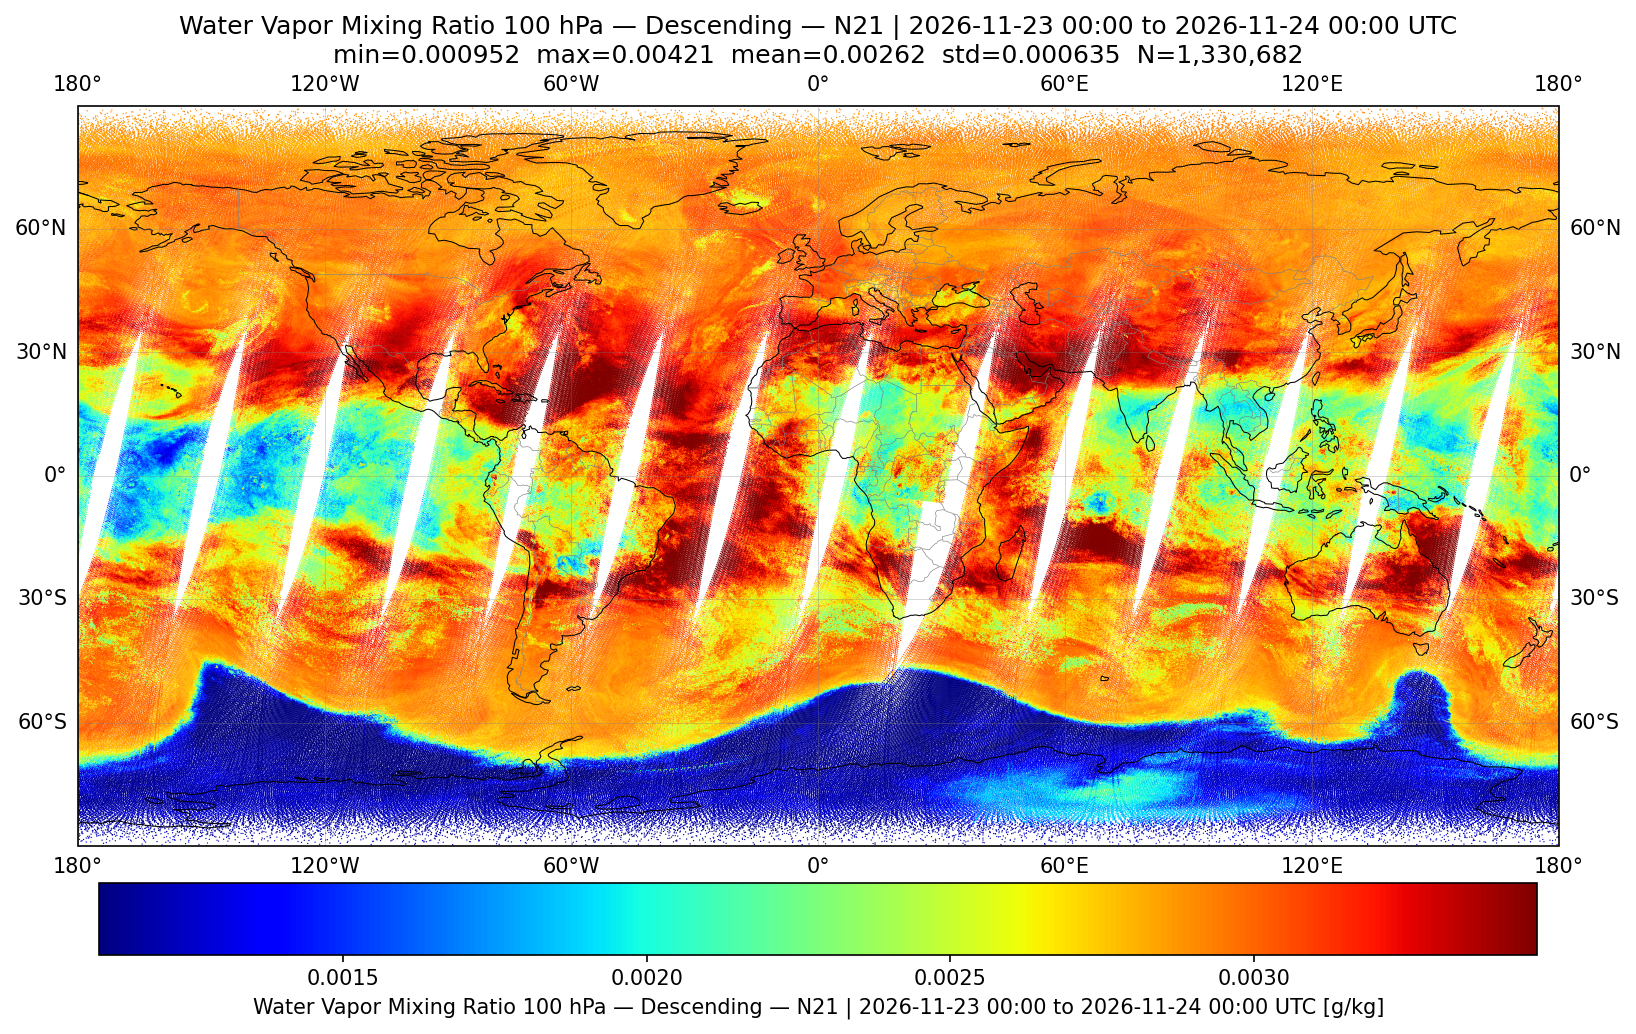 Water Vapor Mixing Ratio 100 hPa — Descending — N21 | 2026-11-23 00:00 to 2026-11-24 00:00 UTC
min=0.000952  max=0.00421  mean=0.00262  std=0.000635  N=1,330,682
180° 120°W 60°W 0° 60°E 120°E 180°
60°N 60°N
30°N 30°N
0° 0°
30°S 30°S
60°S 60°S
180° 120°W 60°W 0° 60°E 120°E 180°
0.0015 0.0020 0.0025 0.0030
Water Vapor Mixing Ratio 100 hPa — Descending — N21 | 2026-11-23 00:00 to 2026-11-24 00:00 UTC [g/kg]